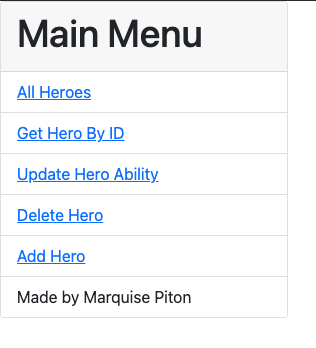 Main Menu
All Heroes
Get Hero By ID
Update Hero Ability
Delete Hero
Add Hero
Made by Marquise Piton